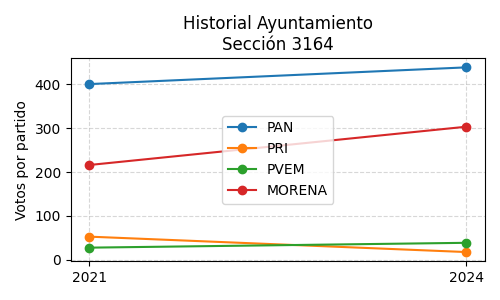 Historial Ayuntamiento
Sección 3164
Votos por partido
400
300
200
100
0
PAN
PRI
PVEM
MORENA
2021
2024